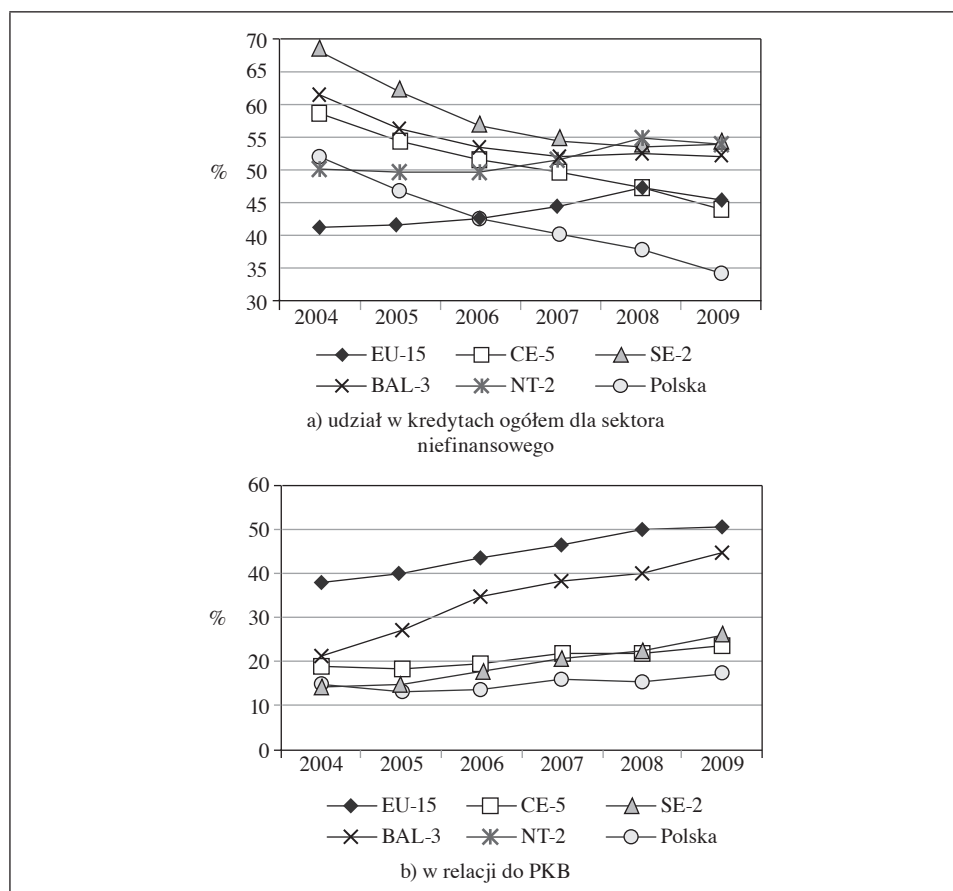 70
65
60
55
50
45
40
35
30
%
2004 2005 2006 2007 2008 2009
EU-15 CE-5 SE-2
BAL-3 NT-2 Polska
a) udział w kredytach ogółem dla sektora
niefinansowego
60
50
40
30
20
10
0
%
2004 2005 2006 2007 2008 2009
EU-15 CE-5 SE-2
BAL-3 NT-2 Polska
b) w relacji do PKB